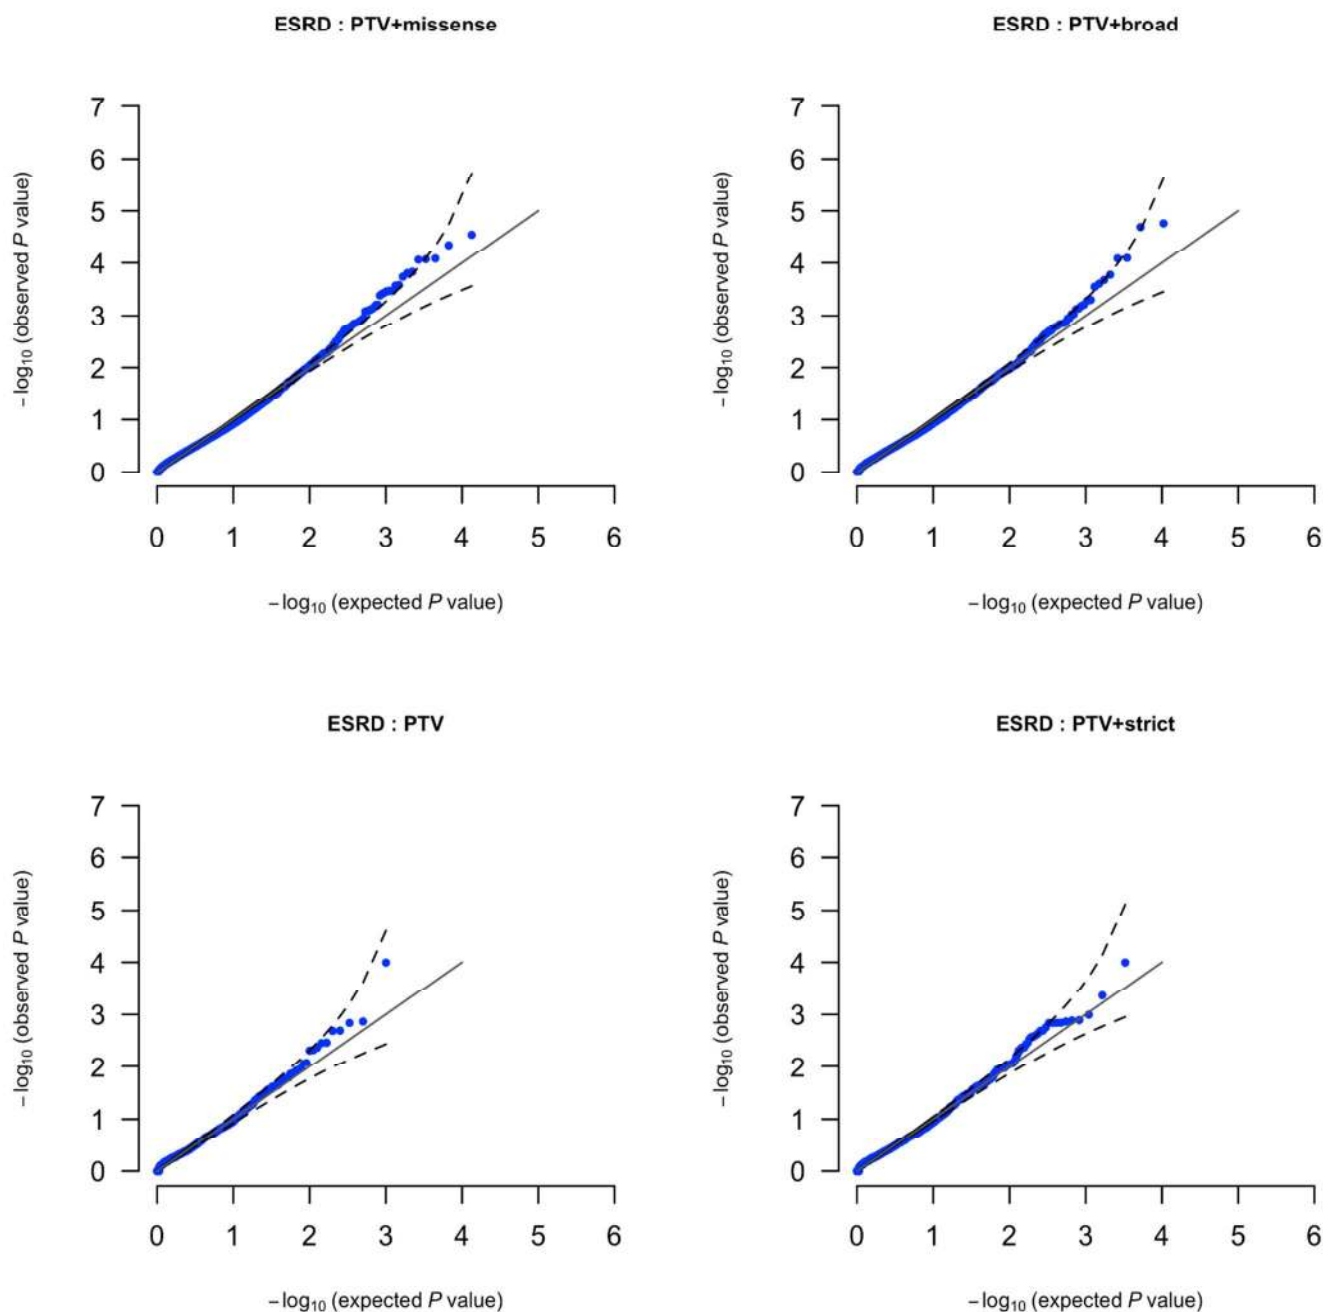 ESRD : PTV+missense
7
6
5
4
3
2
1
0
−log10 (observed P value)
0 1 2 3 4 5 6
−log10 (expected P value)
ESRD : PTV+broad
7
6
5
4
3
2
1
0
−log10 (observed P value)
0 1 2 3 4 5 6
−log10 (expected P value)
ESRD : PTV
7
6
5
4
3
2
1
0
−log10 (observed P value)
0 1 2 3 4 5 6
−log10 (expected P value)
ESRD : PTV+strict
7
6
5
4
3
2
1
0
−log10 (observed P value)
0 1 2 3 4 5 6
−log10 (expected P value)